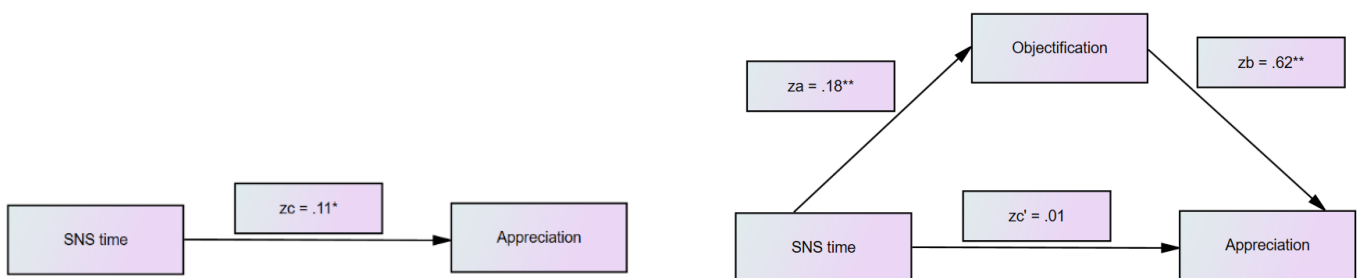 SNS time
zc = .11*
Appreciation
Objectification
za = .18**
zb = .62**
SNS time
zc' = .01
Appreciation